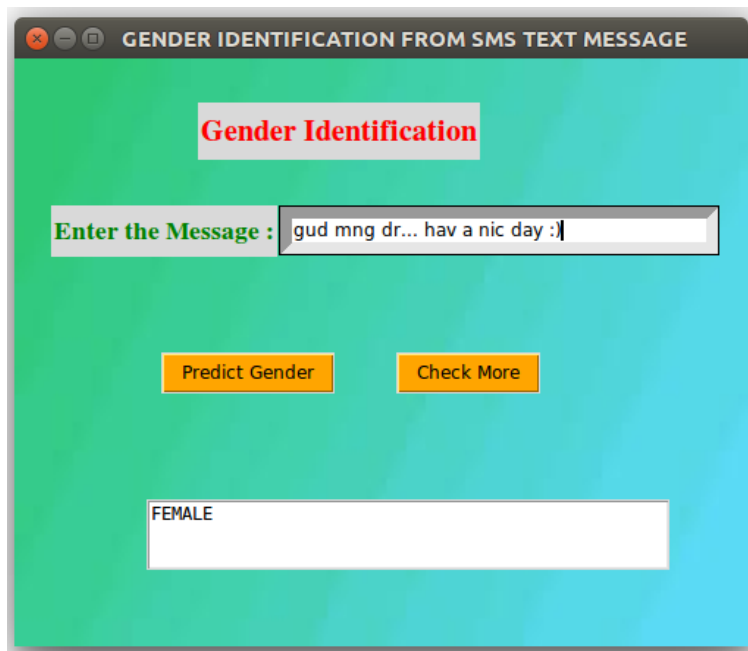 GENDER IDENTIFICATION FROM SMS TEXT MESSAGE
Gender Identification
Enter the Message : gud mng dr... hav a nic day :)
Predict Gender Check More
FEMALE